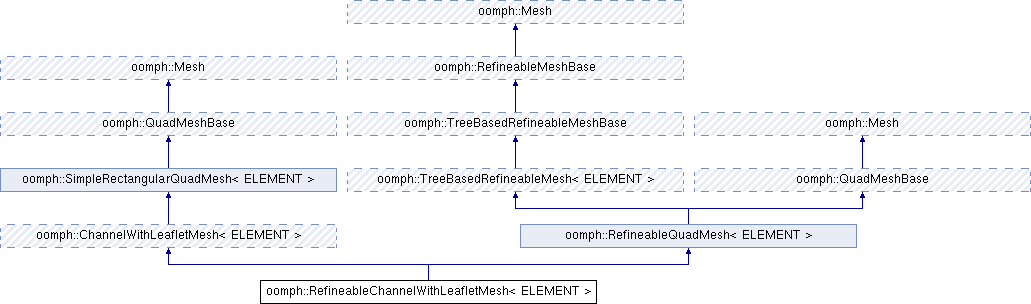 oomph::Mesh
oomph::Mesh
oomph::RefineableMeshBase
oomph::QuadMeshBase
oomph::TreeBasedRefineableMeshBase
oomph::Mesh
oomph::SimpleRectangularQuadMesh< ELEMENT >
oomph::TreeBasedRefineableMesh< ELEMENT >
oomph::QuadMeshBase
oomph::ChannelWithLeafletMesh< ELEMENT >
oomph::RefineableQuadMesh< ELEMENT >
oomph::RefineableChannelWithLeafletMesh< ELEMENT >